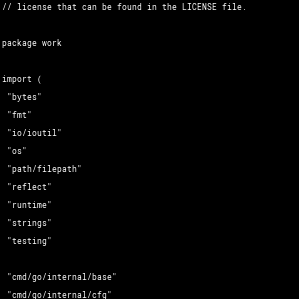 // license that can be found in the LICENSE file.
package work
import (
"bytes"
"fmt"
"io/ioutil"
"os"
"path/filepath"
"reflect"
"runtime"
"strings"
"testing"
"cmd/go/internal/base"
"cmd/go/internal/cfg"